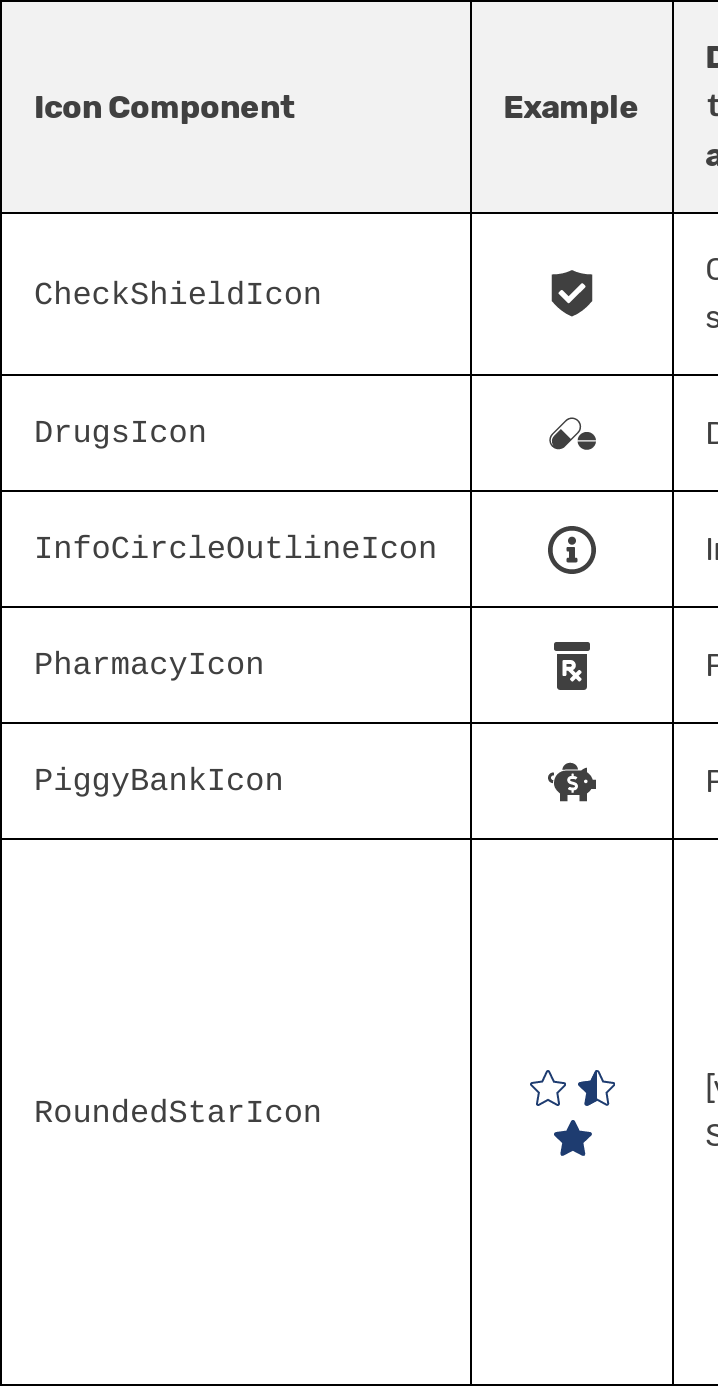 Icon Component
Example
CheckShieldIcon
DrugsIcon
InfoCircleOutlineIcon
PharmacyIcon
PiggyBankIcon
RoundedStarIcon